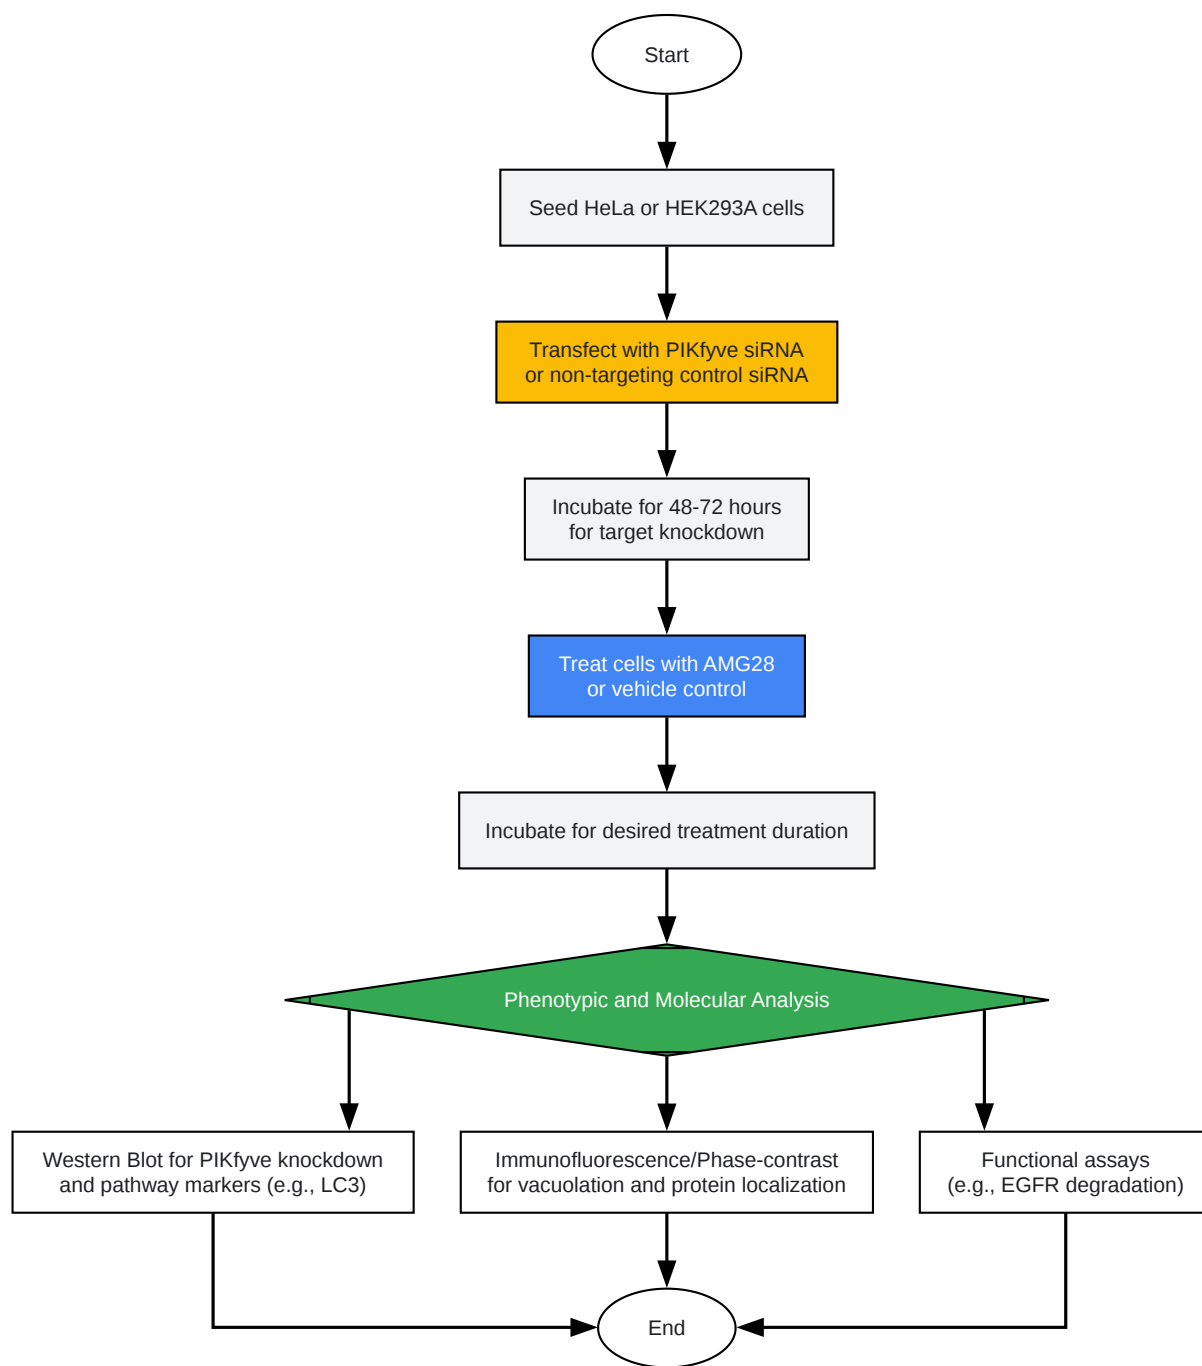 Start
Seed HeLa or HEK293A cells
Transfect with PIKfyve siRNA
or non-targeting control siRNA
Incubate for 48-72 hours
for target knockdown
Treat cells with AMG28
or vehicle control
Incubate for desired treatment duration
Phenotypic and Molecular Analysis
Western Blot for PIKfyve knockdown
and pathway markers (e.g., LC3)
Immunofluorescence/Phase-contrast
for vacuolation and protein localization
Functional assays
(e.g., EGFR degradation)
End